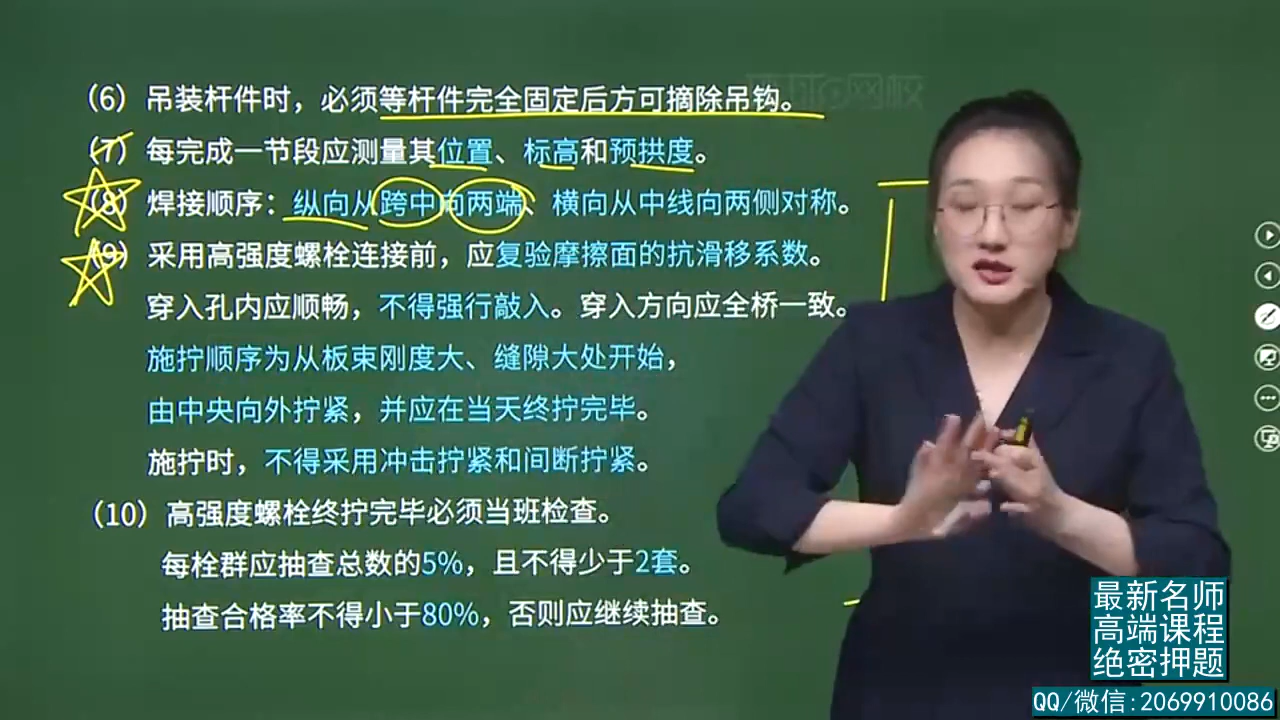 环球网校
(6)吊装杆件时，必须等杆件完全固定后方可摘除吊钩。
(7)每完成一节段应测量其位置、标高和预拱度。
(8)焊接顺序：纵向从跨中向两端、横向从中线向两侧对称。
(9)采用高强度螺栓连接前，应复验摩擦面的抗滑移系数。
穿入孔内应顺畅，不得强行敲入。穿入方向应全桥一致。
施拧顺序为从板束刚度大、缝隙大处开始，
由中央向外拧紧，并应在当天终拧完毕。
施拧时，不得采用冲击拧紧和间断拧紧。
(10)高强度螺栓终拧完毕必须当班检查。
每栓群应抽查总数的5%，且不得少于2套。
抽查合格率不得小于80%，否则应继续抽查。
最新名师
高端课程
绝密押题
QQ/微信:2069910086